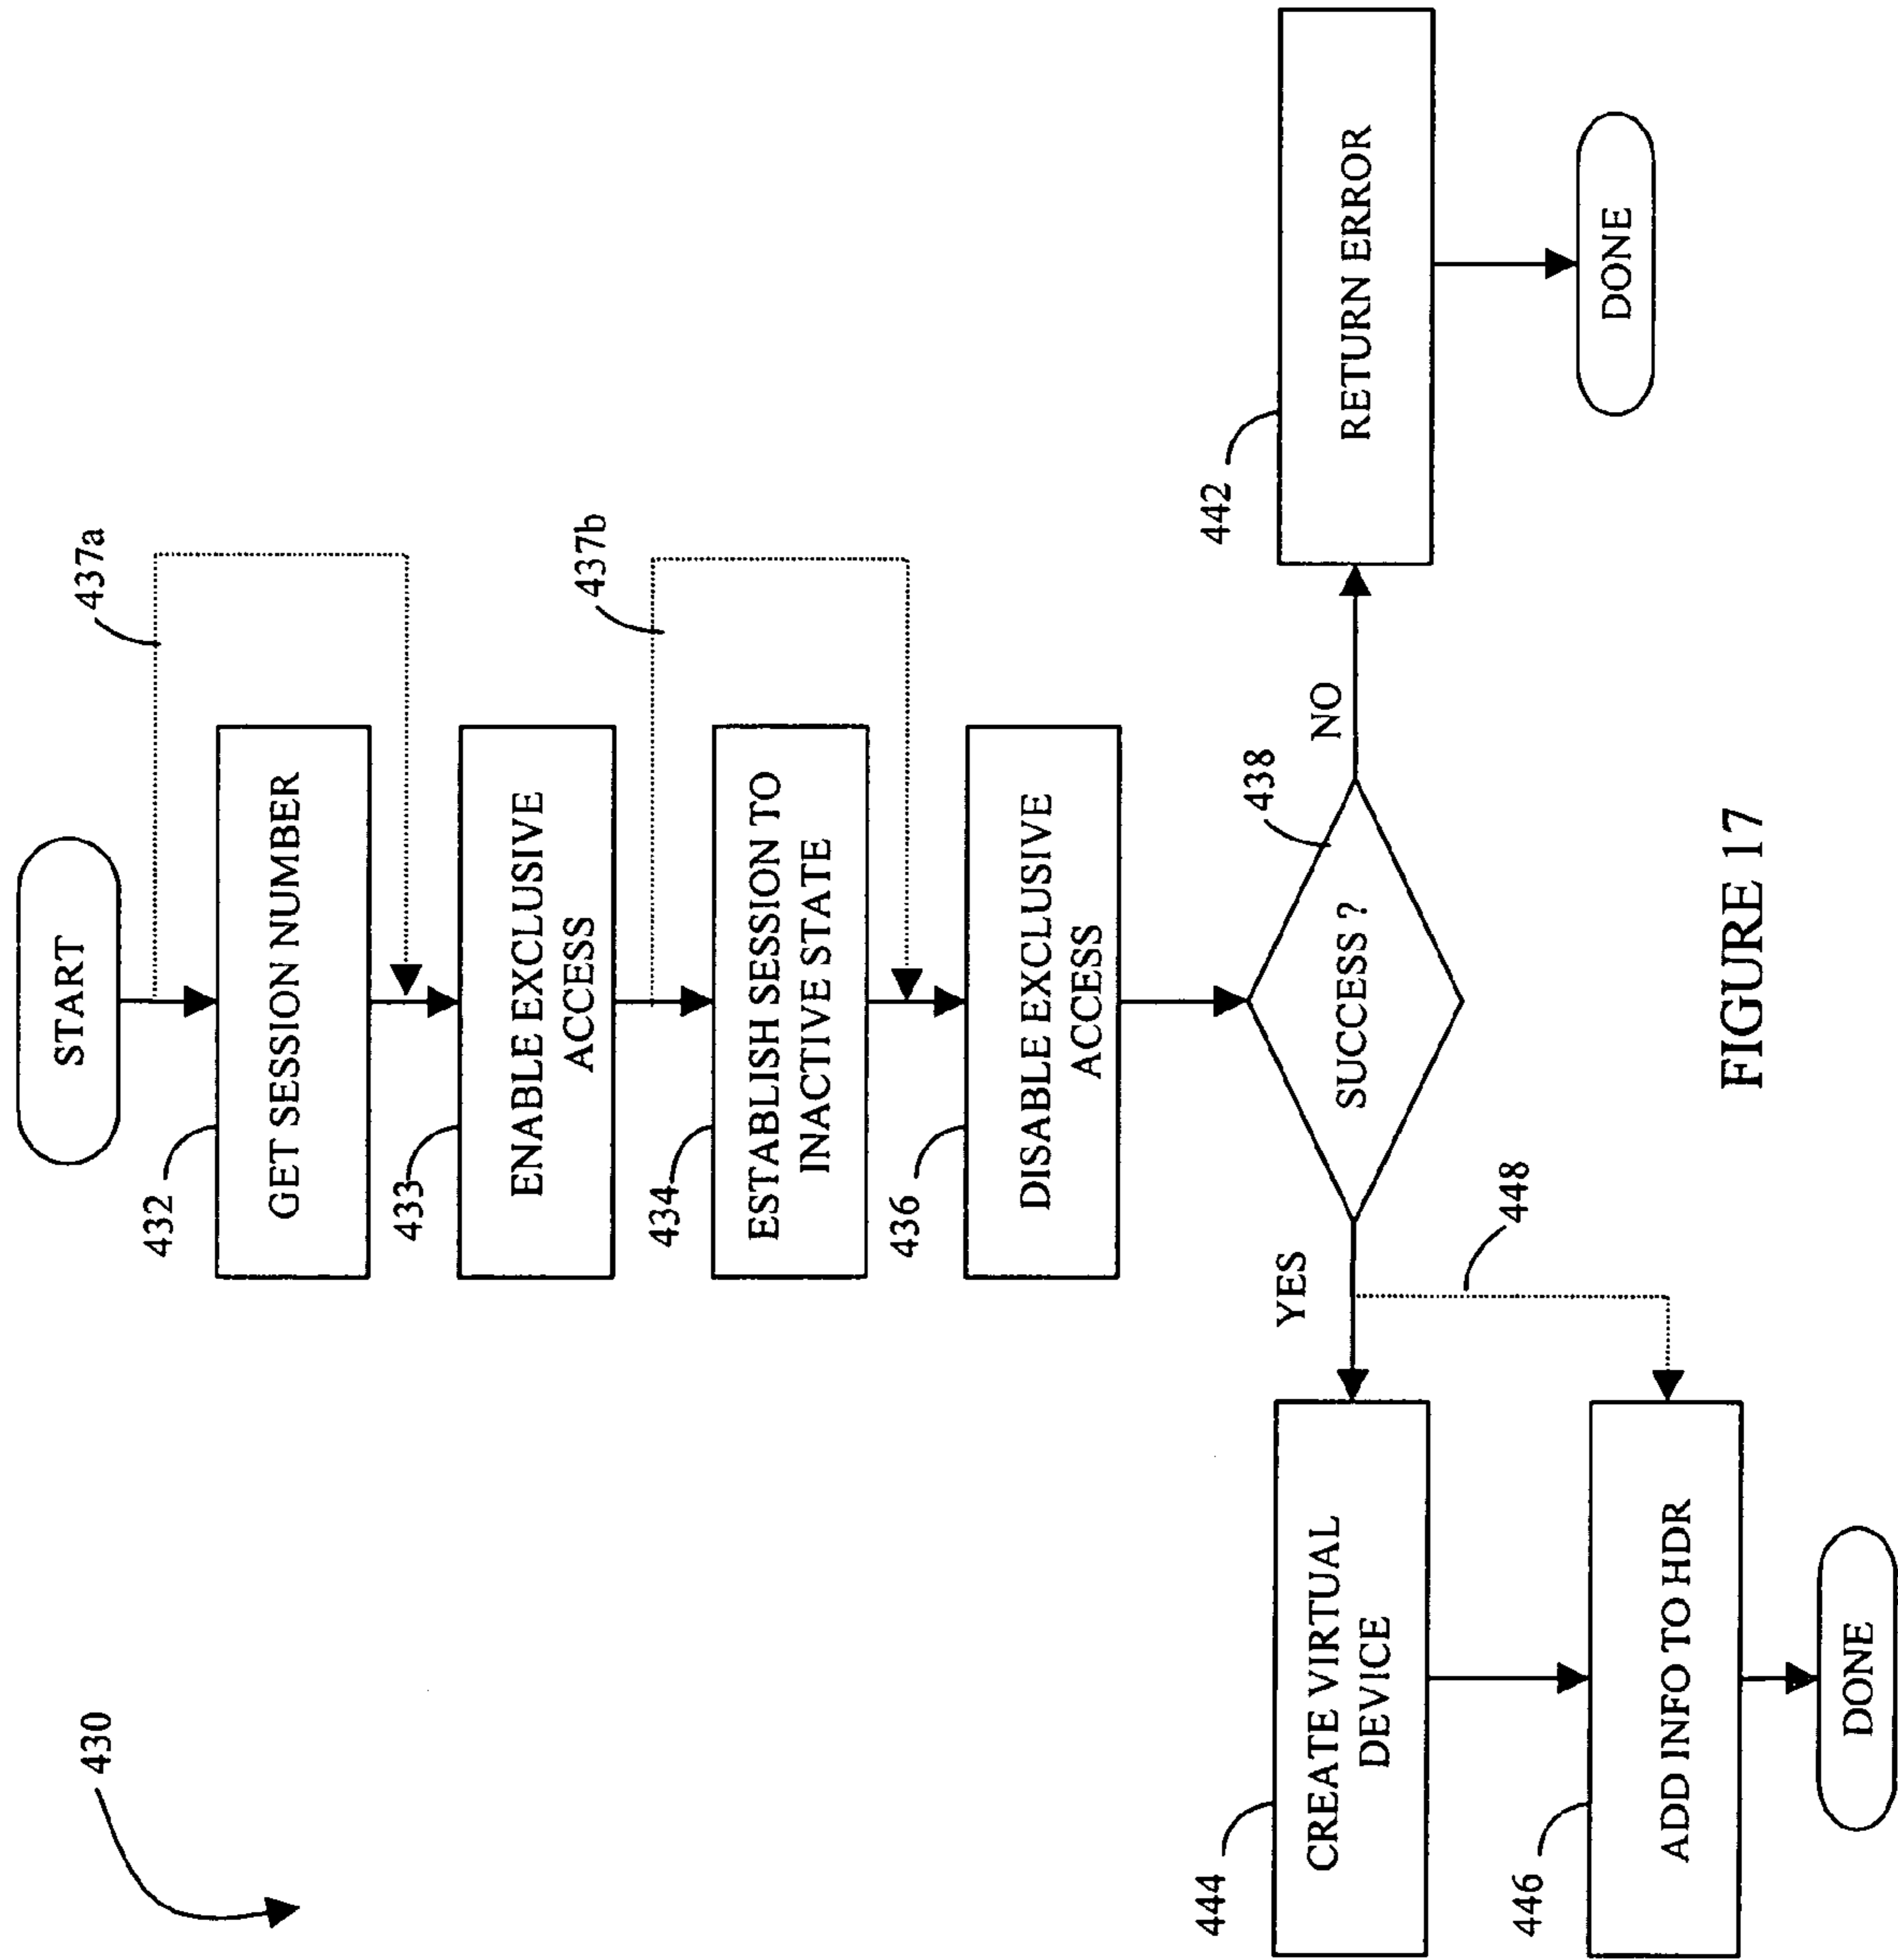 430
START
437a
432
GET SESSION NUMBER
433
ENABLE EXCLUSIVE
ACCESS
437b
434
ESTABLISH SESSION TO
INACTIVE STATE
436
DISABLE EXCLUSIVE
ACCESS
438
SUCCESS ?
YES
NO
448
444
CREATE VIRTUAL
DEVICE
442
RETURN ERROR
446
ADD INFO TO HDR
DONE
DONE
FIGURE 17